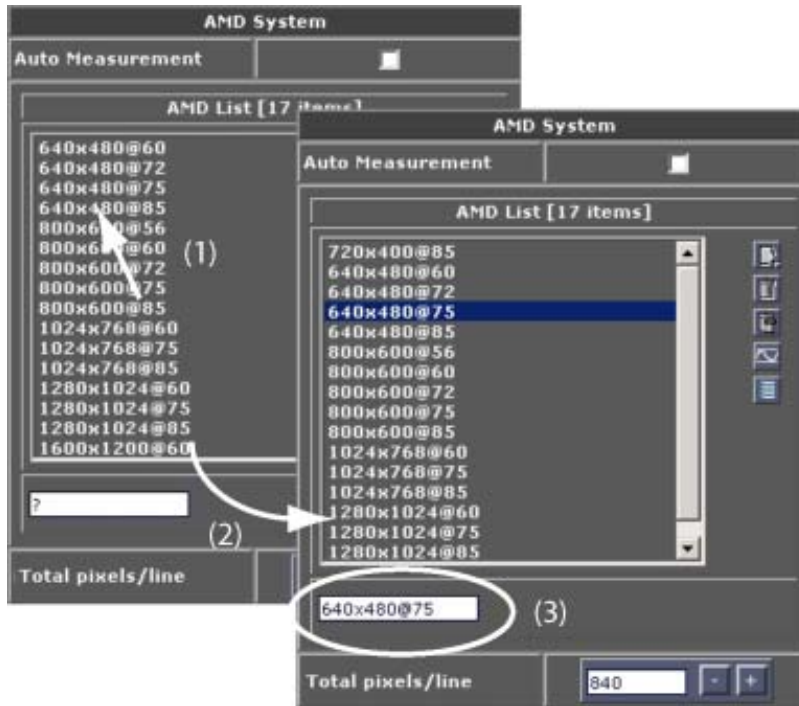 AMD System
Auto Measurement
AMD List [17 items]
640x480@60
640x480@72
640x480@75
640x480@85
800x600@56
800x600@60
800x600@72
800x600@75
800x600@85
1024x768@60
1024x768@75
1024x768@85
1280x1024@60
1280x1024@75
1280x1024@85
1600x1200@60
(1)
?
(2)
Total pixels/line
AMD System
Auto Measurement
AMD List [17 items]
720x400@85
640x480@60
640x480@72
640x480@75
640x480@85
800x600@56
800x600@60
800x600@72
800x600@75
800x600@85
1024x768@60
1024x768@75
1024x768@85
1280x1024@60
1280x1024@75
1280x1024@85
640x480@75
(3)
Total pixels/line
840
- +